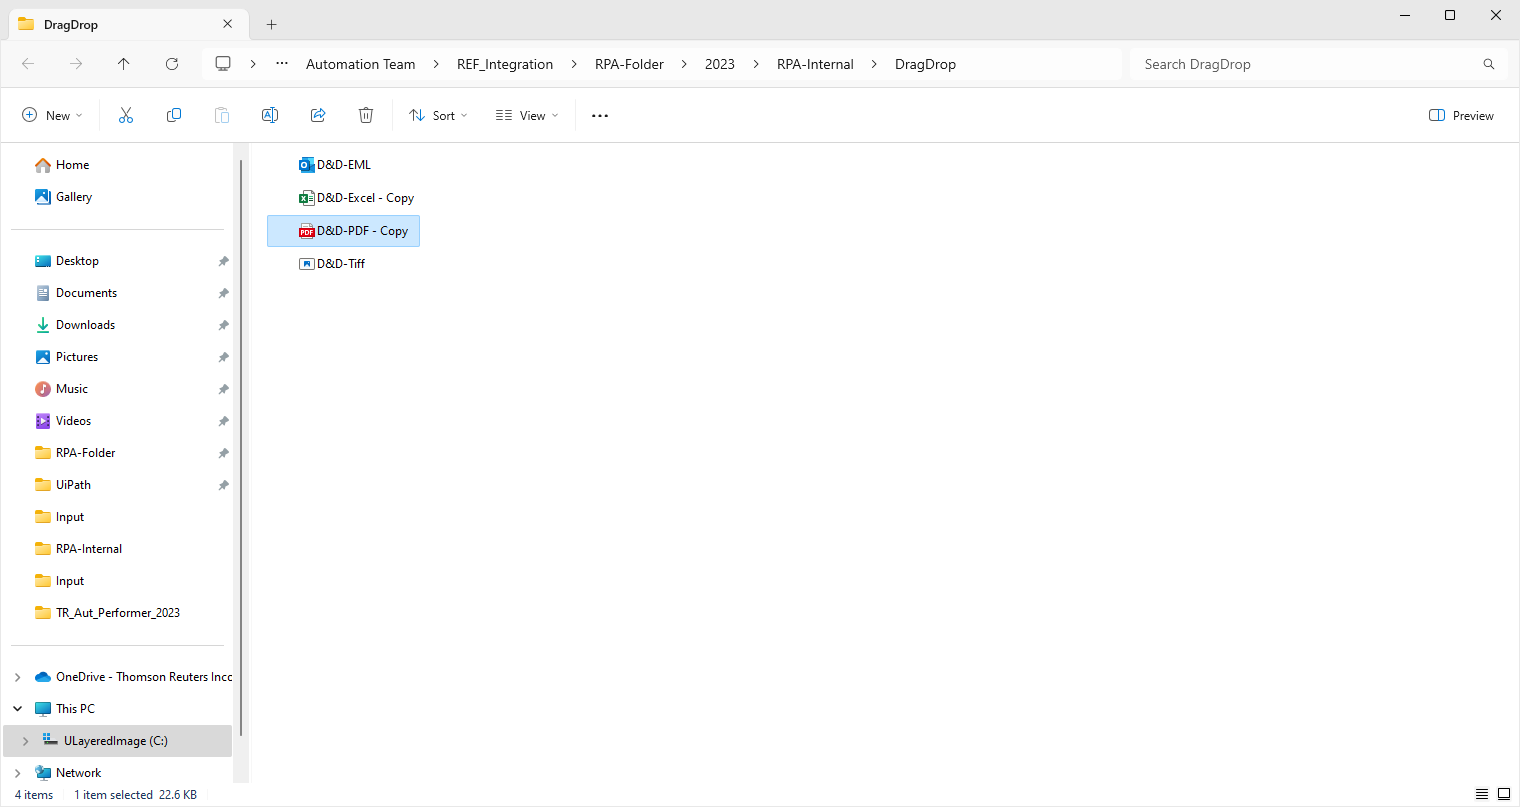 DragDrop
Automation Team REF_Integration RPA-Folder 2023 RPA-Internal DragDrop Search DragDrop
New Sort View Preview
Home
Gallery
Desktop
Documents
Downloads
Pictures
Music
Videos
RPA-Folder
UiPath
Input
RPA-Internal
Input
TR_Aut_Performer_2023
OneDrive - Thomson Reuters Inco
This PC
ULayeredImage (C:)
Network
D&D-EML
D&D-Excel - Copy
D&D-PDF - Copy
D&D-Tiff
4 items 1 item selected 22.6 KB